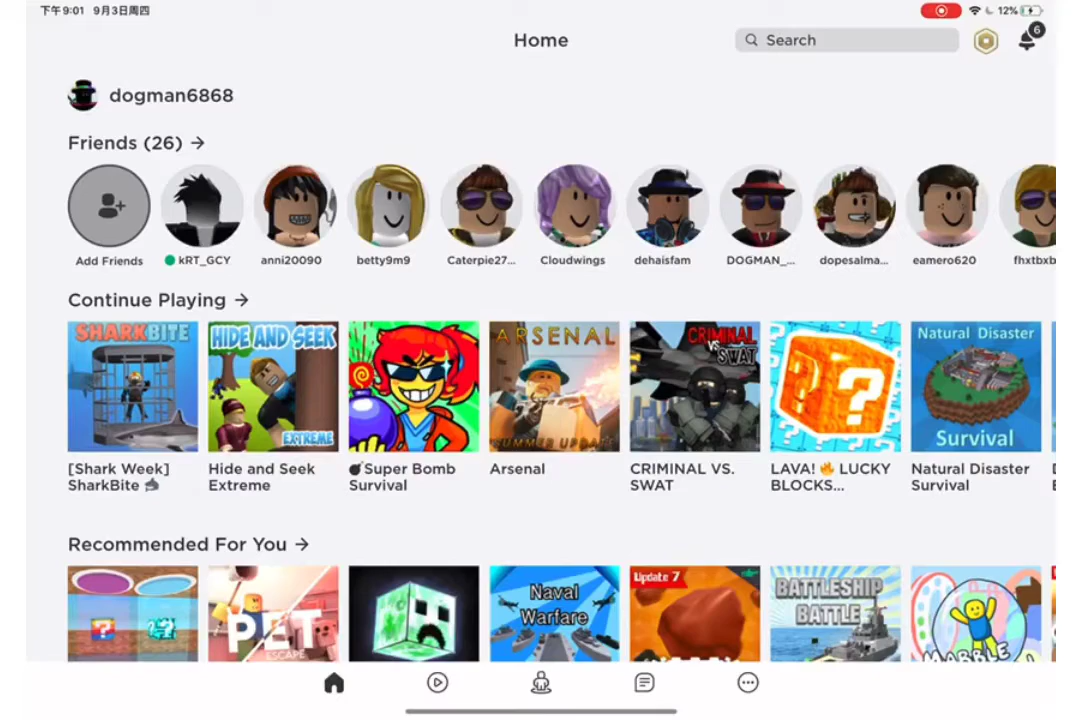 下午9:01 9月3日周四
12%
Home
Search
6
dogman6868
Friends (26) →
Add Friends
kRT_GCY
anni20090
betty9m9
Caterpie27...
Cloudwings
dehaisfam
DOGMAN_...
dopesalma...
eamero620
fhxtbxb
Continue Playing →
SHARKBITE
HIDE AND SEEK
EXTREME
ARSENAL
SUMMER UPDATE
CRIMINAL
VS
SWAT
?
Natural Disaster
Survival
[Shark Week]
SharkBite
Hide and Seek
Extreme
Super Bomb
Survival
Arsenal
CRIMINAL VS.
SWAT
LAVA! 🔥 LUCKY
BLOCKS...
Natural Disaster
Survival
Recommended For You →
? ?
PET
ESCAPE
Naval
Warfare
Update 7
BATTLESHIP
BATTLE
MARBLE